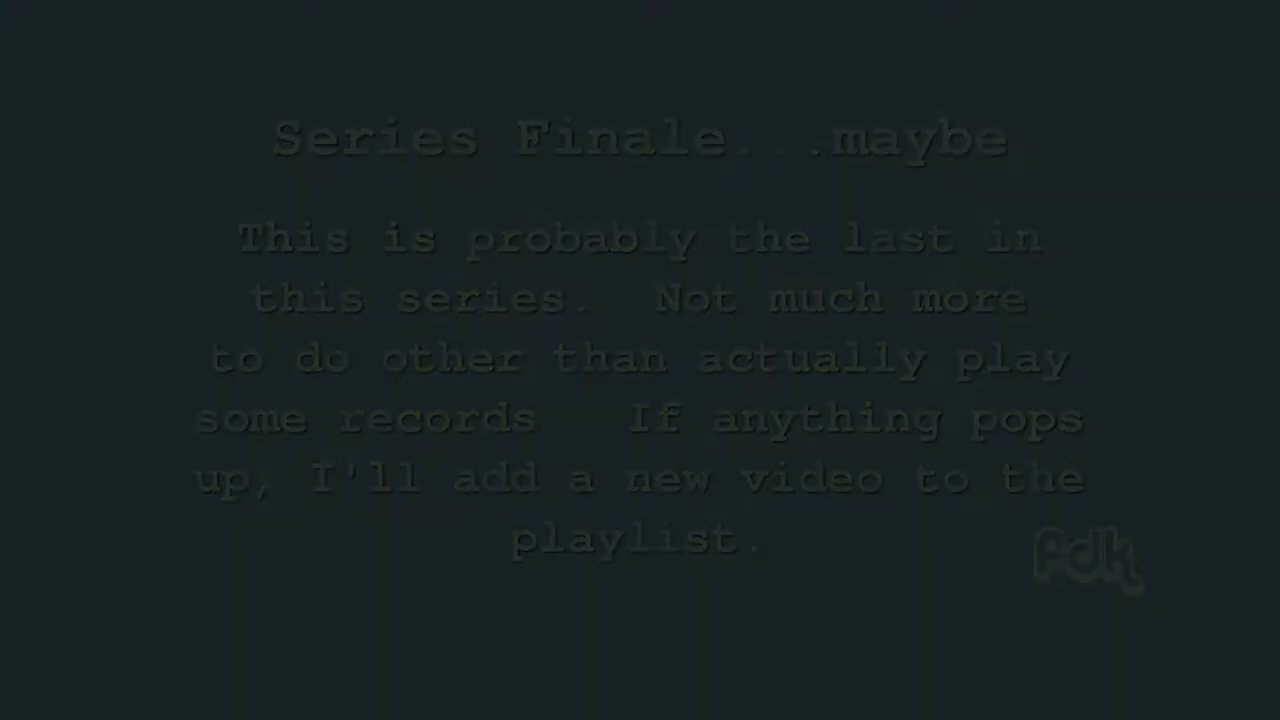 Series Finale...maybe
This is probably the last in
this series.  Not much more
to do other than actually play
some records.  If anything pops
up, I'll add a new video to the
playlist.
fdk